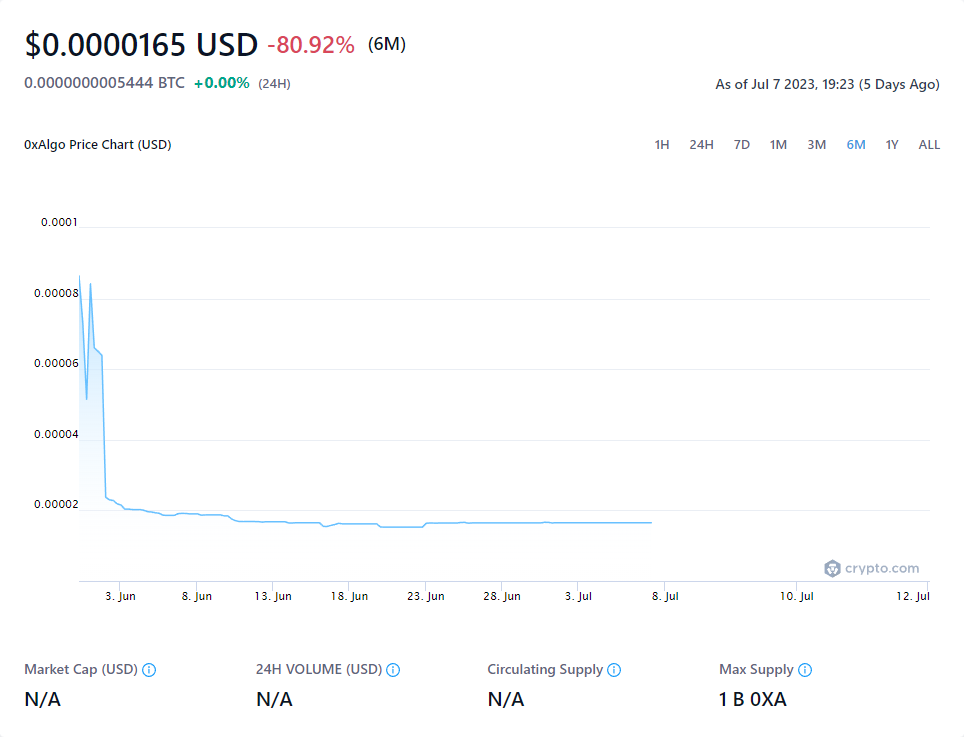 $0.0000165 USD -80.92% (6M)
0.0000000005444 BTC +0.00% (24H)
As of Jul 7 2023, 19:23 (5 Days Ago)
0xAlgo Price Chart (USD)
1H 24H 7D 1M 3M 6M 1Y ALL
0.0001
0.00008
0.00006
0.00004
0.00002
crypto.com
3. Jun 8. Jun 13. Jun 18. Jun 23. Jun 28. Jun 3. Jul 8. Jul 10. Jul 12. Jul
Market Cap (USD) 24H VOLUME (USD) Circulating Supply Max Supply
N/A N/A N/A 1 B 0XA